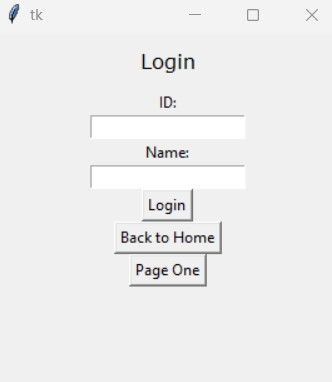 tk
Login
ID:
Name:
Login
Back to Home
Page One